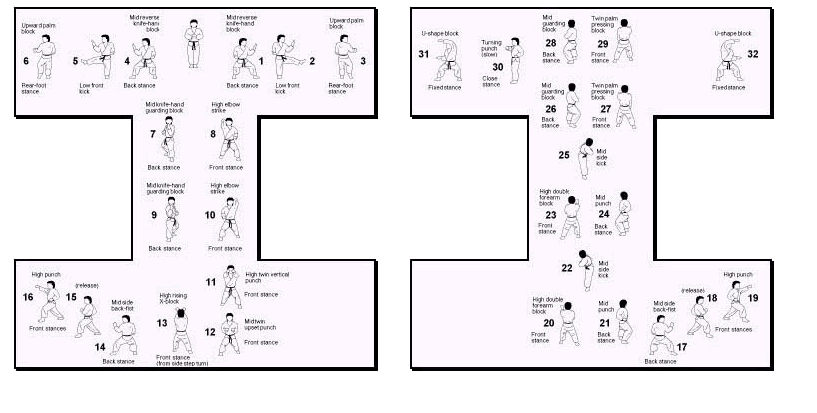 Upward palm
block
6
Rear-foot
stance
5
Low front
kick
Mid reverse
knife-hand
block
4
Back stance
Mid reverse
knife-hand
block
1
Back stance
2
Low front
kick
Upward palm
block
3
Rear-foot
stance
Mid knife-hand
guarding block
7
Back stance
High elbow
strike
8
Front stance
Mid knife-hand
guarding block
9
Back stance
High elbow
strike
10
Front stance
11
High twin vertical
punch
Front stance
12
Mid twin
upset punch
Front stance
High rising
X-block
13
Front stance
(from side step turn)
Mid side
back-fist
14
Back stance
(release)
15
High punch
16
Front stances
U-shape block
31
Fixed stance
Turning
punch
(slow)
30
Close
stance
Mid
guarding
block
28
Back
stance
Twin palm
pressing
block
29
Front
stance
U-shape block
32
Fixed stance
Mid
guarding
block
26
Back
stance
Twin palm
pressing
block
27
Front
stance
25
Mid
side
kick
High double
forearm
block
23
Front
stance
Mid
punch
24
Back
stance
22
Mid
side
kick
High double
forearm
block
20
Front
stance
Mid
punch
21
Back
stance
Mid side
back-fist
17
Back stance
(release)
18
High punch
19
Front stances